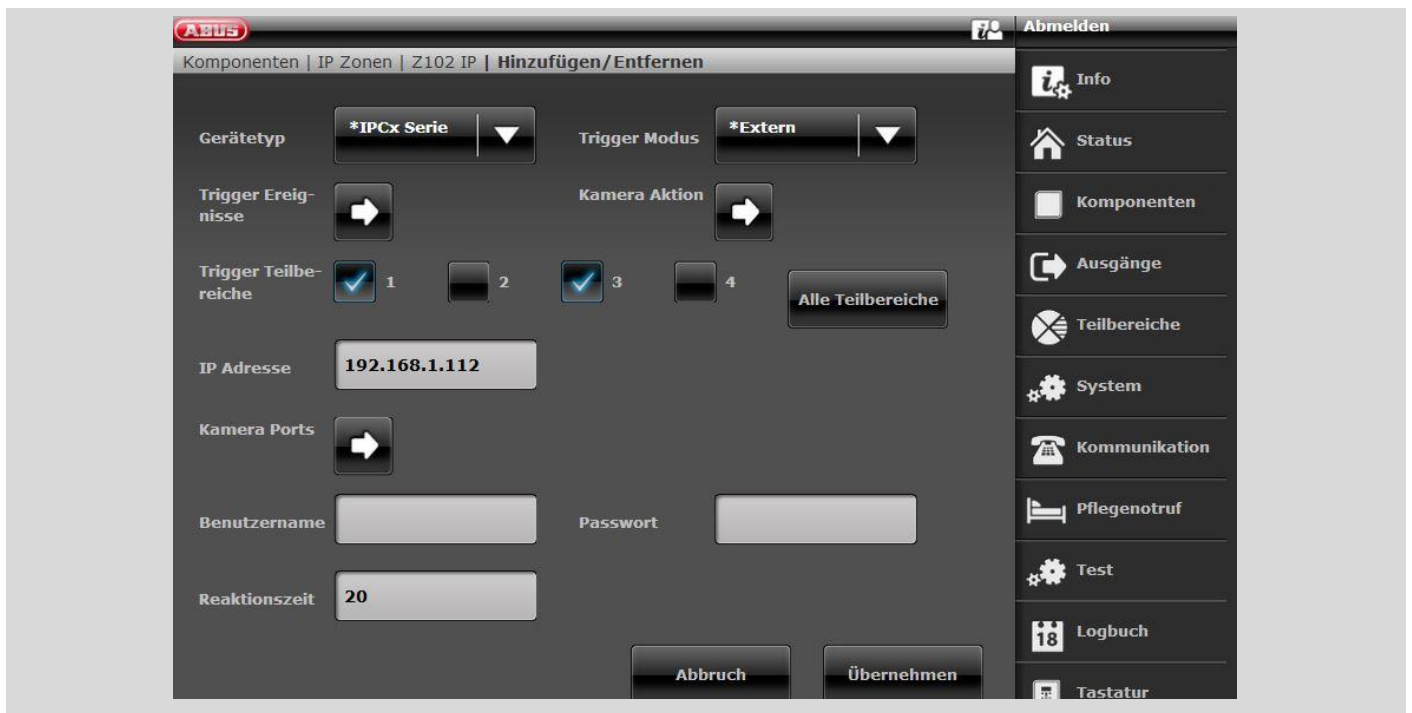 ABUS
Abmelden
Komponenten | IP Zonen | Z102 IP | Hinzufügen/Entfernen
Info
Gerätetyp
*IPCx Serie
Trigger Modus
*Extern
Status
Trigger Ereig-
nisse
Kamera Aktion
Komponenten
Trigger Teilbe-
reiche
1
2
3
4
Alle Teilbereiche
Ausgänge
Teilbereiche
IP Adresse
192.168.1.112
System
Kamera Ports
Kommunikation
Benutzername
Passwort
Pflegenotruf
Reaktionszeit
20
Test
18
Logbuch
Abbruch
Übernehmen
Tastatur